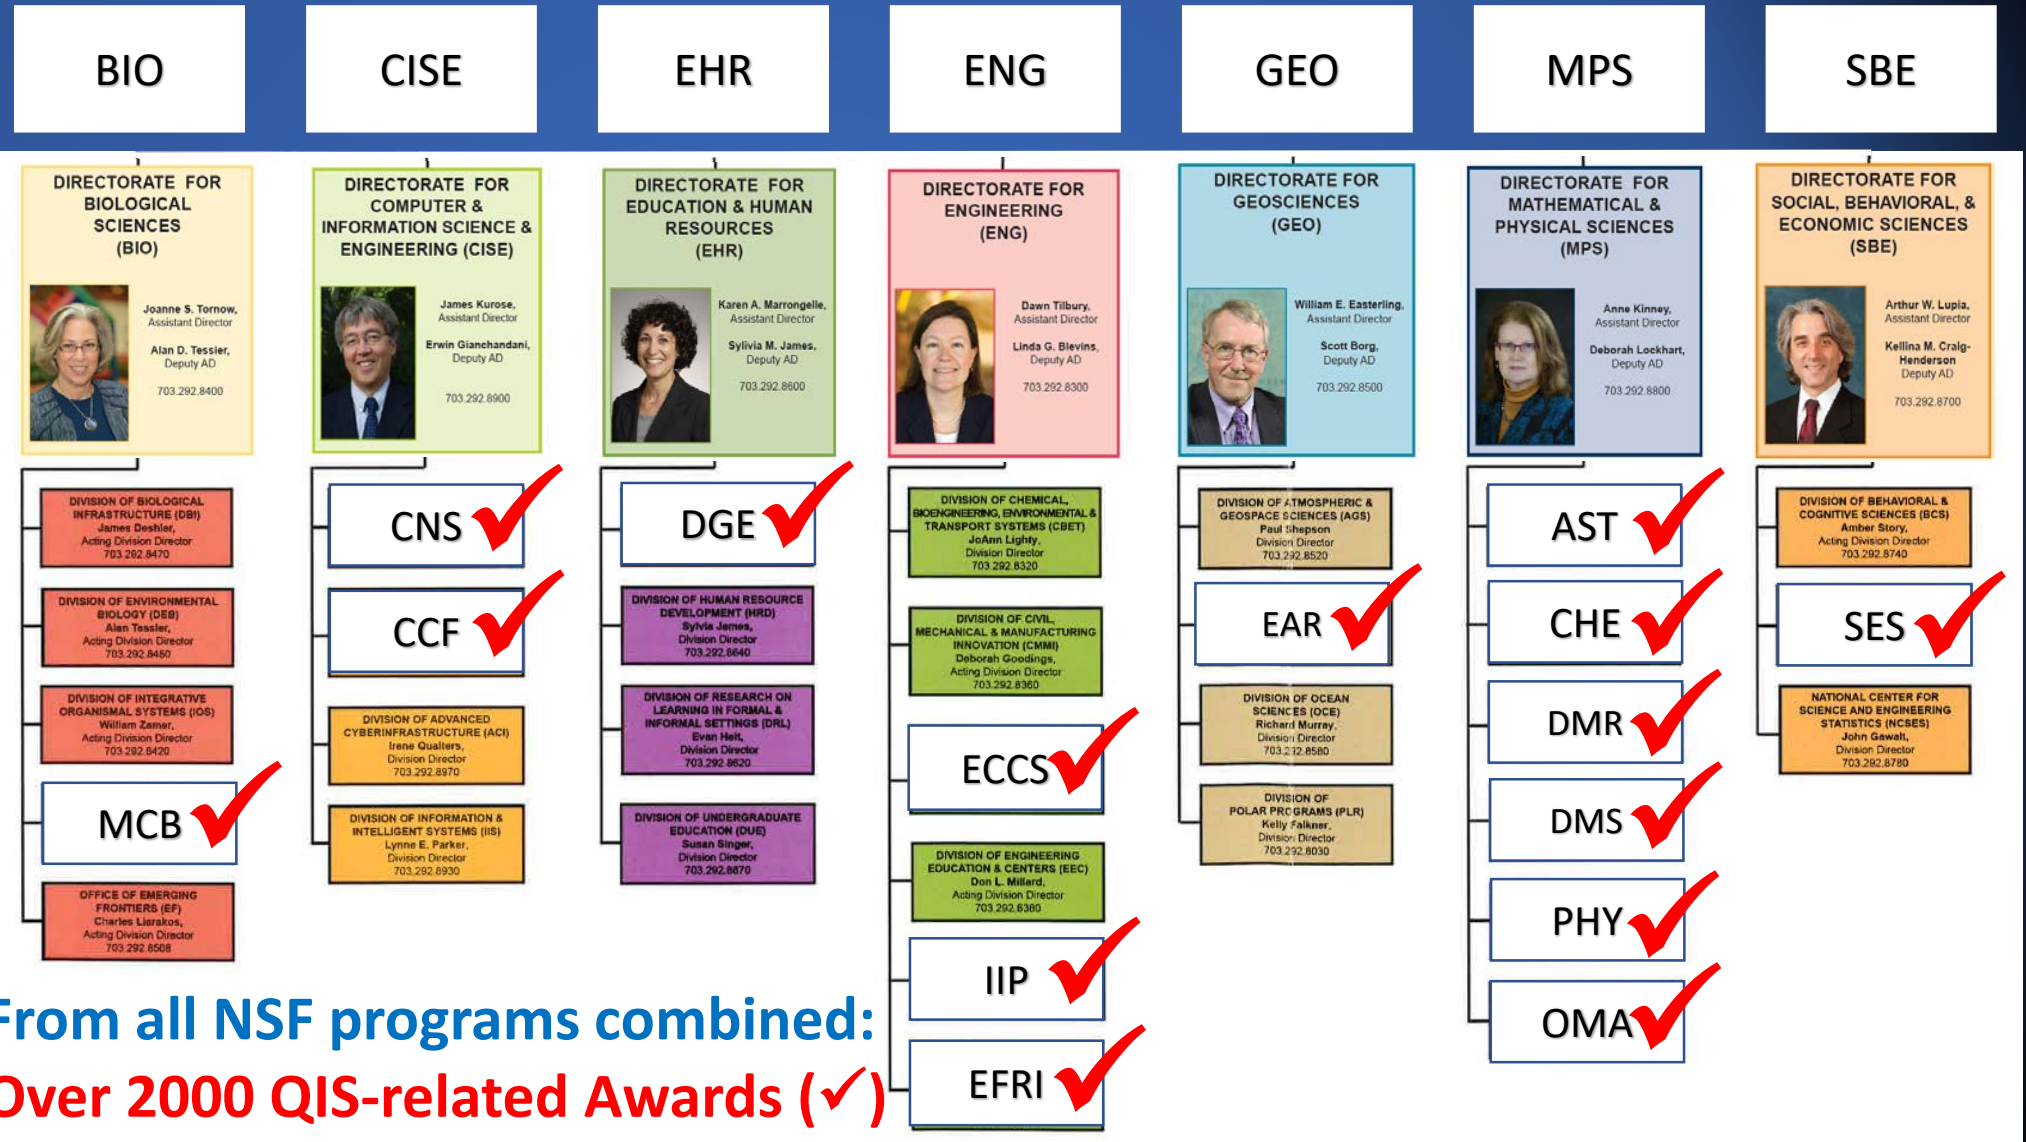 BIO
CISE
EHR
ENG
GEO
MPS
SBE
DIRECTORATE FOR
BIOLOGICAL
SCIENCES
(BIO)
Joanne S. Tornow,
Assistant Director
Alan D. Tessier,
Deputy AD
703.292.8400
DIRECTORATE FOR
COMPUTER &
INFORMATION SCIENCE &
ENGINEERING (CISE)
James Kurose,
Assistant Director
Erwin Gianchandani,
Deputy AD
703.292.8900
DIRECTORATE FOR
EDUCATION & HUMAN
RESOURCES
(EHR)
Karen A. Marrongelle,
Assistant Director
Sylivia M. James,
Deputy AD
703.292.8600
DIRECTORATE FOR
ENGINEERING
(ENG)
Dawn Tilbury,
Assistant Director
Linda G. Blevins,
Deputy AD
703.292.8300
DIRECTORATE FOR
GEOSCIENCES
(GEO)
William E. Easterling,
Assistant Director
Scott Borg,
Deputy AD
703.292.8500
DIRECTORATE FOR
MATHEMATICAL &
PHYSICAL SCIENCES
(MPS)
Anne Kinney,
Assistant Director
Deborah Lockhart,
Deputy AD
703.292.8800
DIRECTORATE FOR
SOCIAL, BEHAVIORAL, &
ECONOMIC SCIENCES
(SBE)
Arthur W. Lupia,
Assistant Director
Kellina M. Craig-
Henderson
Deputy AD
703.292.8700
DIVISION OF BIOLOGICAL
INFRASTRUCTURE (DBI)
James Deshler,
Acting Division Director
703.292.8470
DIVISION OF ENVIRONMENTAL
BIOLOGY (DEB)
Alan Tessler,
Acting Division Director
703.292.8480
DIVISION OF INTEGRATIVE
ORGANISMAL SYSTEMS (IOS)
William Zamer,
Acting Division Director
703.292.8420
MCB
OFFICE OF EMERGING
FRONTIERS (EF)
Charles Liarakos,
Acting Division Director
703.292.8508
CNS
CCF
DIVISION OF ADVANCED
CYBERINFRASTRUCTURE (ACI)
Irene Qualters,
Division Director
703.292.8970
DIVISION OF INFORMATION &
INTELLIGENT SYSTEMS (IIS)
Lynne E. Parker,
Division Director
703.292.8930
DGE
DIVISION OF HUMAN RESOURCE
DEVELOPMENT (HRD)
Sylvia James,
Division Director
703.292.8640
DIVISION OF RESEARCH ON
LEARNING IN FORMAL &
INFORMAL SETTINGS (DRL)
Evan Heit,
Division Director
703.292.8620
DIVISION OF UNDERGRADUATE
EDUCATION (DUE)
Susan Singer,
Division Director
703.292.8670
DIVISION OF CHEMICAL,
BIOENGINEERING, ENVIRONMENTAL &
TRANSPORT SYSTEMS (CBET)
JoAnn Lighty,
Division Director
703.292.8320
DIVISION OF CIVIL,
MECHANICAL & MANUFACTURING
INNOVATION (CMMI)
Deborah Goodings,
Acting Division Director
703.292.8360
ECCS
DIVISION OF ENGINEERING
EDUCATION & CENTERS (EEC)
Don L. Millard,
Acting Division Director
703.292.8380
IIP
EFRI
DIVISION OF ATMOSPHERIC &
GEOSPACE SCIENCES (AGS)
Paul Shepson
Division Director
703.292.8520
EAR
DIVISION OF OCEAN
SCIENCES (OCE)
Richard Murray,
Division Director
703.292.8580
DIVISION OF
POLAR PROGRAMS (PLR)
Kelly Falkner,
Division Director
703.292.8030
AST
CHE
DMR
DMS
PHY
OMA
DIVISION OF BEHAVIORAL &
COGNITIVE SCIENCES (BCS)
Amber Story,
Acting Division Director
703.292.8740
SES
NATIONAL CENTER FOR
SCIENCE AND ENGINEERING
STATISTICS (NCSES)
John Gawalt,
Division Director
703.292.8780
From all NSF programs combined:
Over 2000 QIS-related Awards (✓)